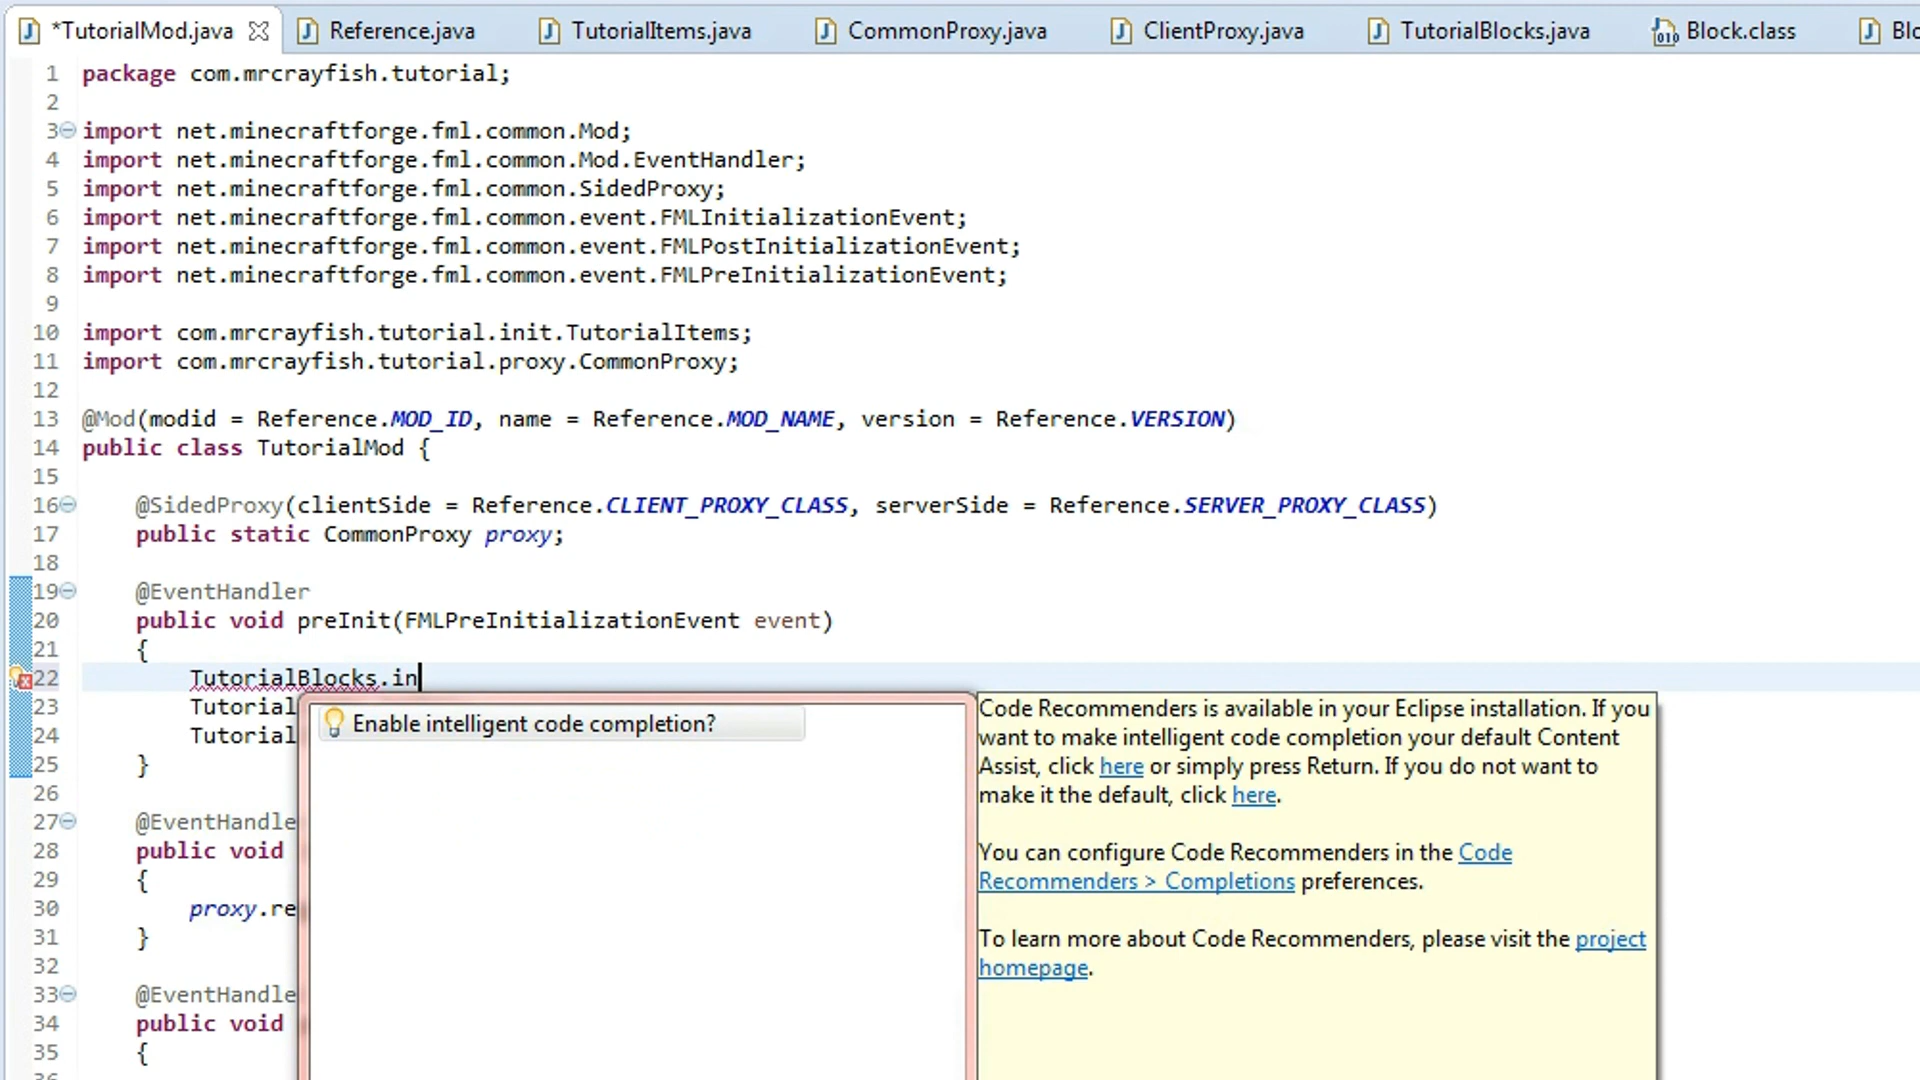 *TutorialMod.java
Reference.java
TutorialItems.java
CommonProxy.java
ClientProxy.java
TutorialBlocks.java
Block.class
Blo
1 package com.mrcrayfish.tutorial;
2
3 import net.minecraftforge.fml.common.Mod;
4 import net.minecraftforge.fml.common.Mod.EventHandler;
5 import net.minecraftforge.fml.common.SidedProxy;
6 import net.minecraftforge.fml.common.event.FMLInitializationEvent;
7 import net.minecraftforge.fml.common.event.FMLPostInitializationEvent;
8 import net.minecraftforge.fml.common.event.FMLPreInitializationEvent;
9
10 import com.mrcrayfish.tutorial.init.TutorialItems;
11 import com.mrcrayfish.tutorial.proxy.CommonProxy;
12
13 @Mod(modid = Reference.MOD_ID, name = Reference.MOD_NAME, version = Reference.VERSION)
14 public class TutorialMod {
15
16 @SidedProxy(clientSide = Reference.CLIENT_PROXY_CLASS, serverSide = Reference.SERVER_PROXY_CLASS)
17 public static CommonProxy proxy;
18
19 @EventHandler
20 public void preInit(FMLPreInitializationEvent event)
21 {
22 TutorialBlocks.in
23 Tutorial
24 Tutorial
25 }
26
27 @EventHandle
28 public void
29 {
30 proxy.re
31 }
32
33 @EventHandle
34 public void
35 {
Enable intelligent code completion?
Code Recommenders is available in your Eclipse installation. If you
want to make intelligent code completion your default Content
Assist, click here or simply press Return. If you do not want to
make it the default, click here.
You can configure Code Recommenders in the Code
Recommenders > Completions preferences.
To learn more about Code Recommenders, please visit the project
homepage.